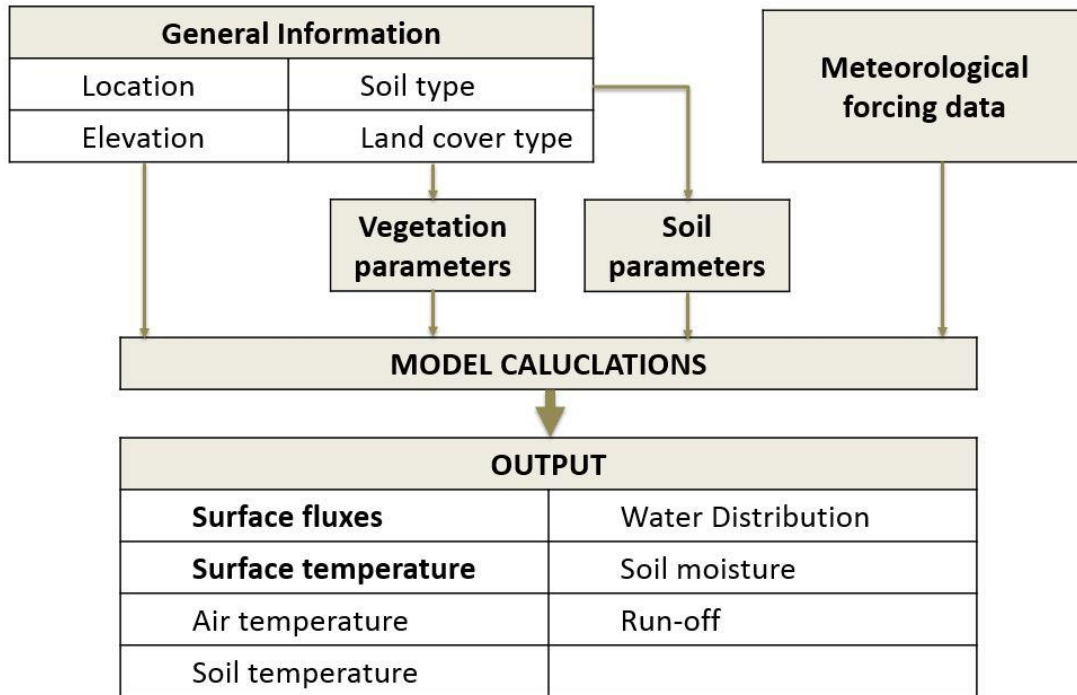 General Information
Location
Soil type
Elevation
Land cover type
Meteorological
forcing data
Vegetation
parameters
Soil
parameters
MODEL CALUCLATIONS
OUTPUT
Surface fluxes
Water Distribution
Surface temperature
Soil moisture
Air temperature
Run-off
Soil temperature